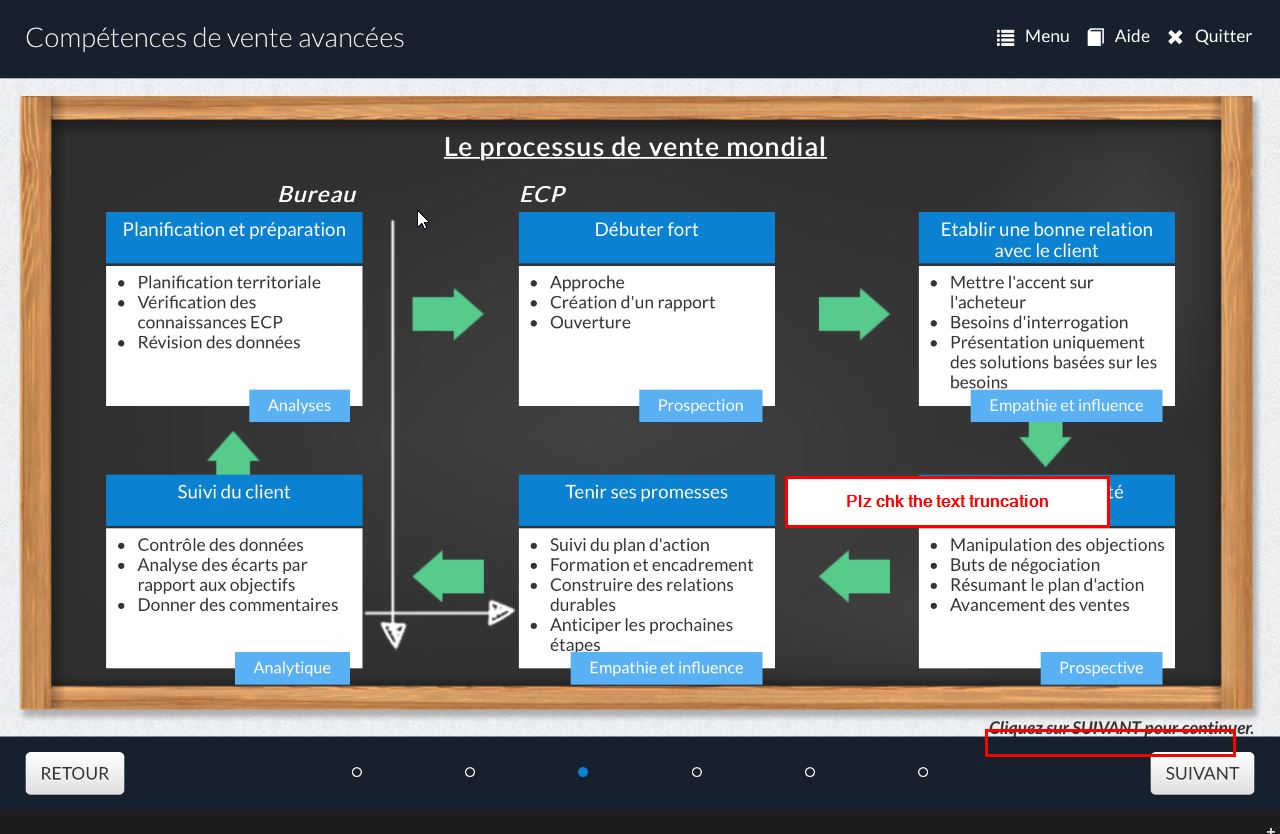 Compétences de vente avancées
Menu
Aide
Quitter
Le processus de vente mondial
Bureau
ECP
Planification et préparation
Planification territoriale
Vérification des
connaissances ECP
Révision des données
Analyses
Débuter fort
Approche
Création d'un rapport
Ouverture
Prospection
Etablir une bonne relation
avec le client
Mettre l'accent sur
l'acheteur
Besoins d'interrogation
Présentation uniquement
des solutions basées sur les
besoins
Empathie et influence
Suivi du client
Contrôle des données
Analyse des écarts par
rapport aux objectifs
Donner des commentaires
Analytique
Tenir ses promesses
Suivi du plan d'action
Formation et encadrement
Construire des relations
durables
Anticiper les prochaines
étapes
Empathie et influence
Plz chk the text truncation
té
Manipulation des objections
Buts de négociation
Résumant le plan d'action
Avancement des ventes
Prospective
Cliquez sur SUIVANT pour continuer.
RETOUR
SUIVANT